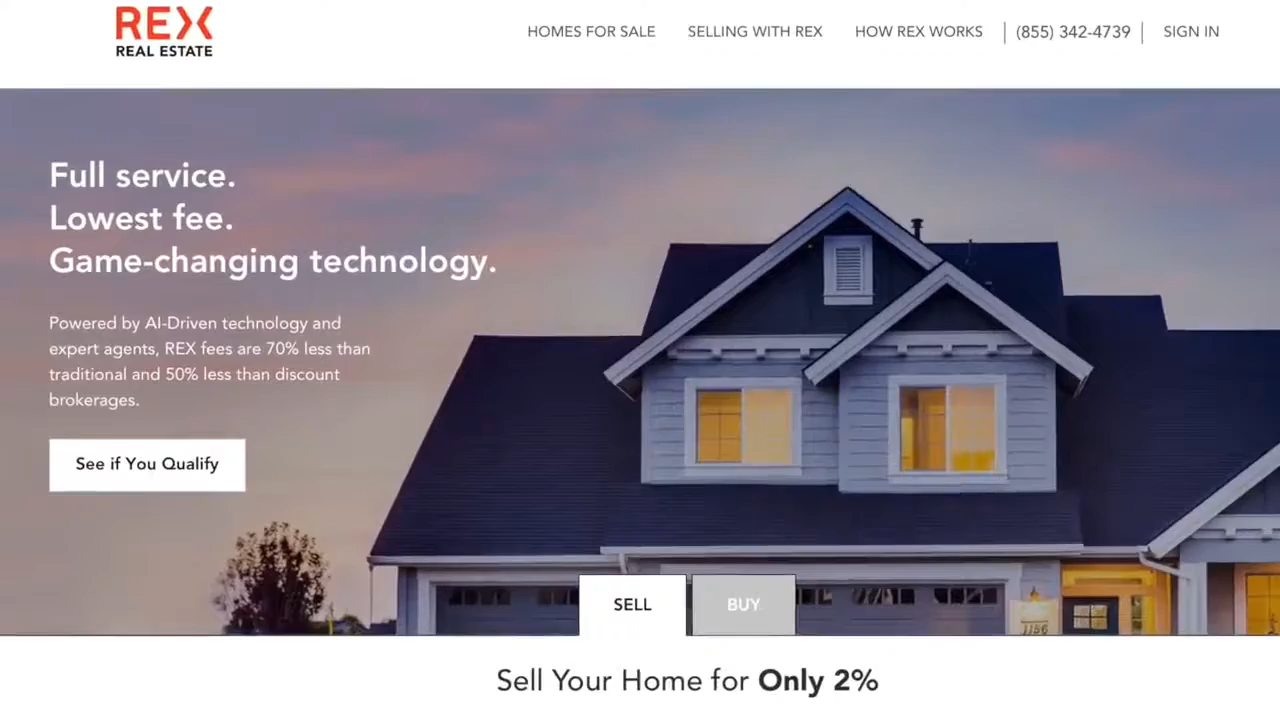 REX
REAL ESTATE
HOMES FOR SALE
SELLING WITH REX
HOW REX WORKS
(855) 342-4739
SIGN IN
Full service.
Lowest fee.
Game-changing technology.
Powered by AI-Driven technology and
expert agents, REX fees are 70% less than
traditional and 50% less than discount
brokerages.
See if You Qualify
1156
SELL
BUY
Sell Your Home for Only 2%